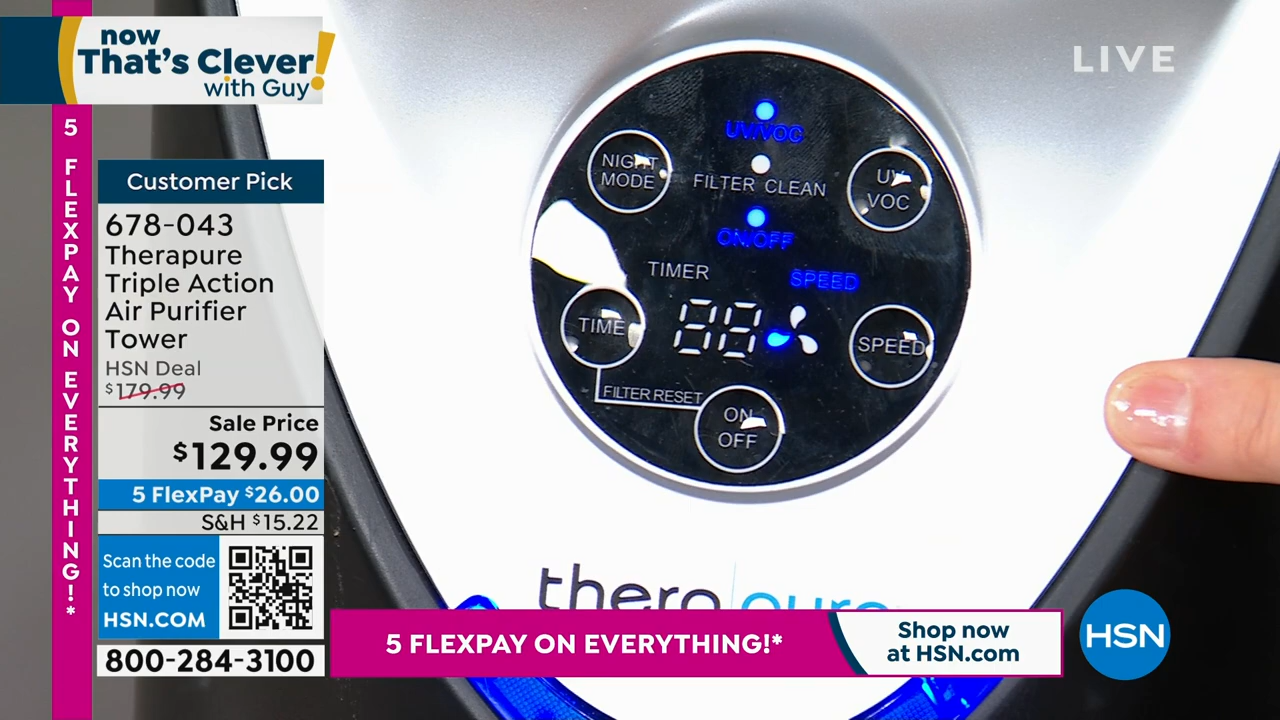 now
That's Clever!
with Guy
LIVE
5 FLEXPAY ON EVERYTHING!*
Customer Pick
678-043
Therapure
Triple Action
Air Purifier
Tower
HSN Deal
$179.99
Sale Price
$129.99
5 FlexPay $26.00
S&H $15.22
Scan the code
to shop now
HSN.COM
800-284-3100
UV/VOC
NIGHT
MODE
FILTER CLEAN
UV
VOC
ON/OFF
TIMER
SPEED
TIME
88
SPEED
FILTER RESET
ON
OFF
therapure
5 FLEXPAY ON EVERYTHING!*
Shop now
at HSN.com
HSN